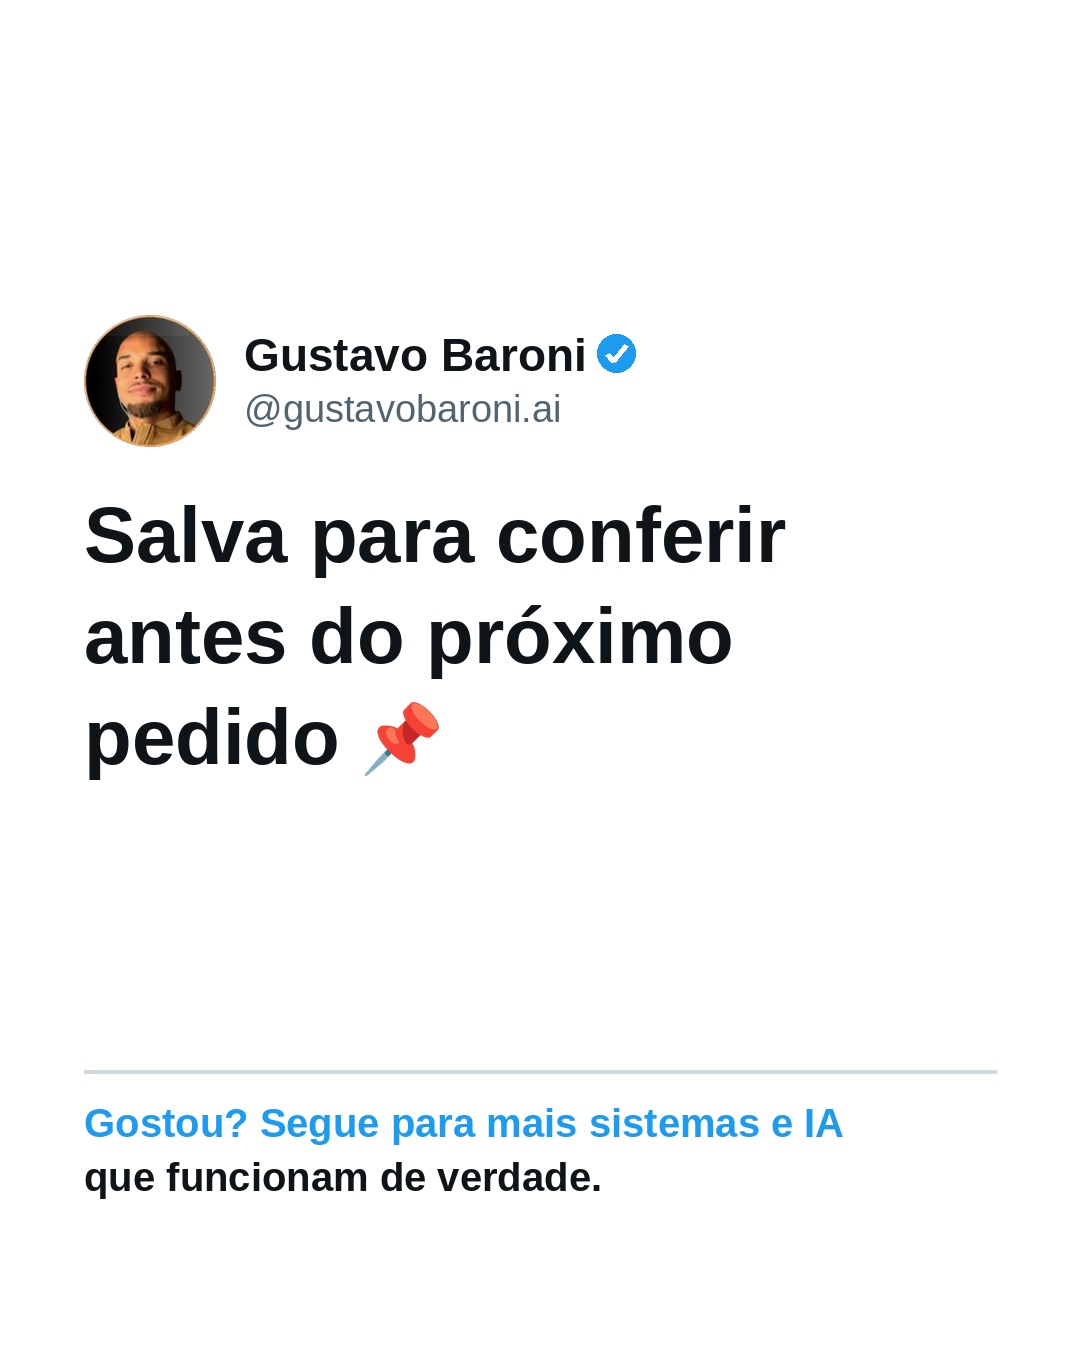 Gustavo Baroni
@gustavobaroni.ai
Salva para conferir
antes do próximo
pedido 📌
Gostou? Segue para mais sistemas e IA
que funcionam de verdade.